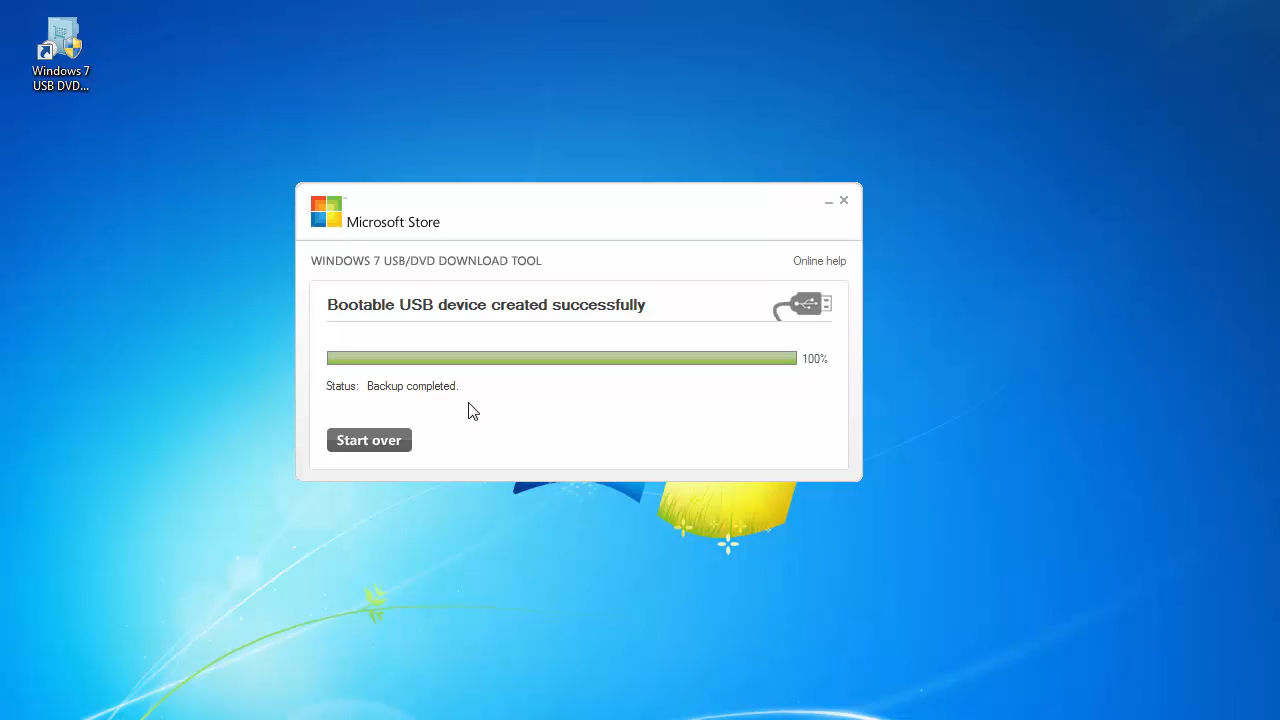 Windows 7
USB DVD...
Microsoft Store
WINDOWS 7 USB/DVD DOWNLOAD TOOL
Online help
Bootable USB device created successfully
100%
Status: Backup completed.
Start over